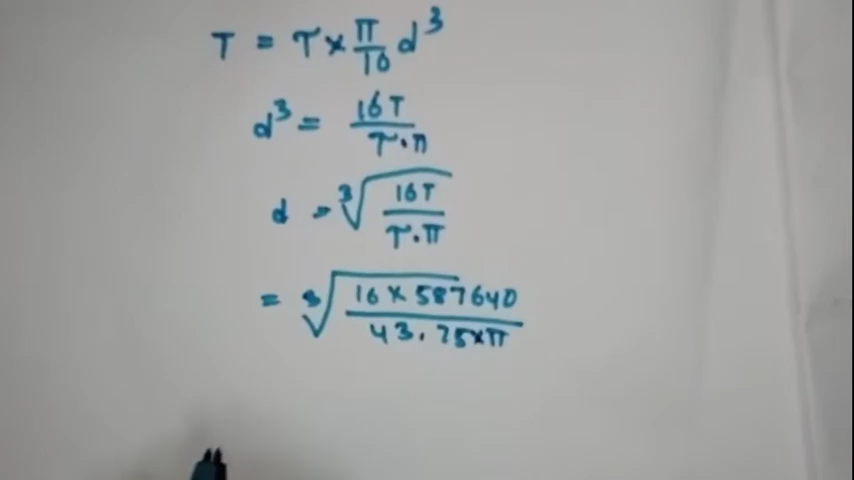 T = τ × π/16 d³
d³ = 16T/τ·π
d = ∛(16T/τ·π)
= ∛(16 × 587640/43.75×π)